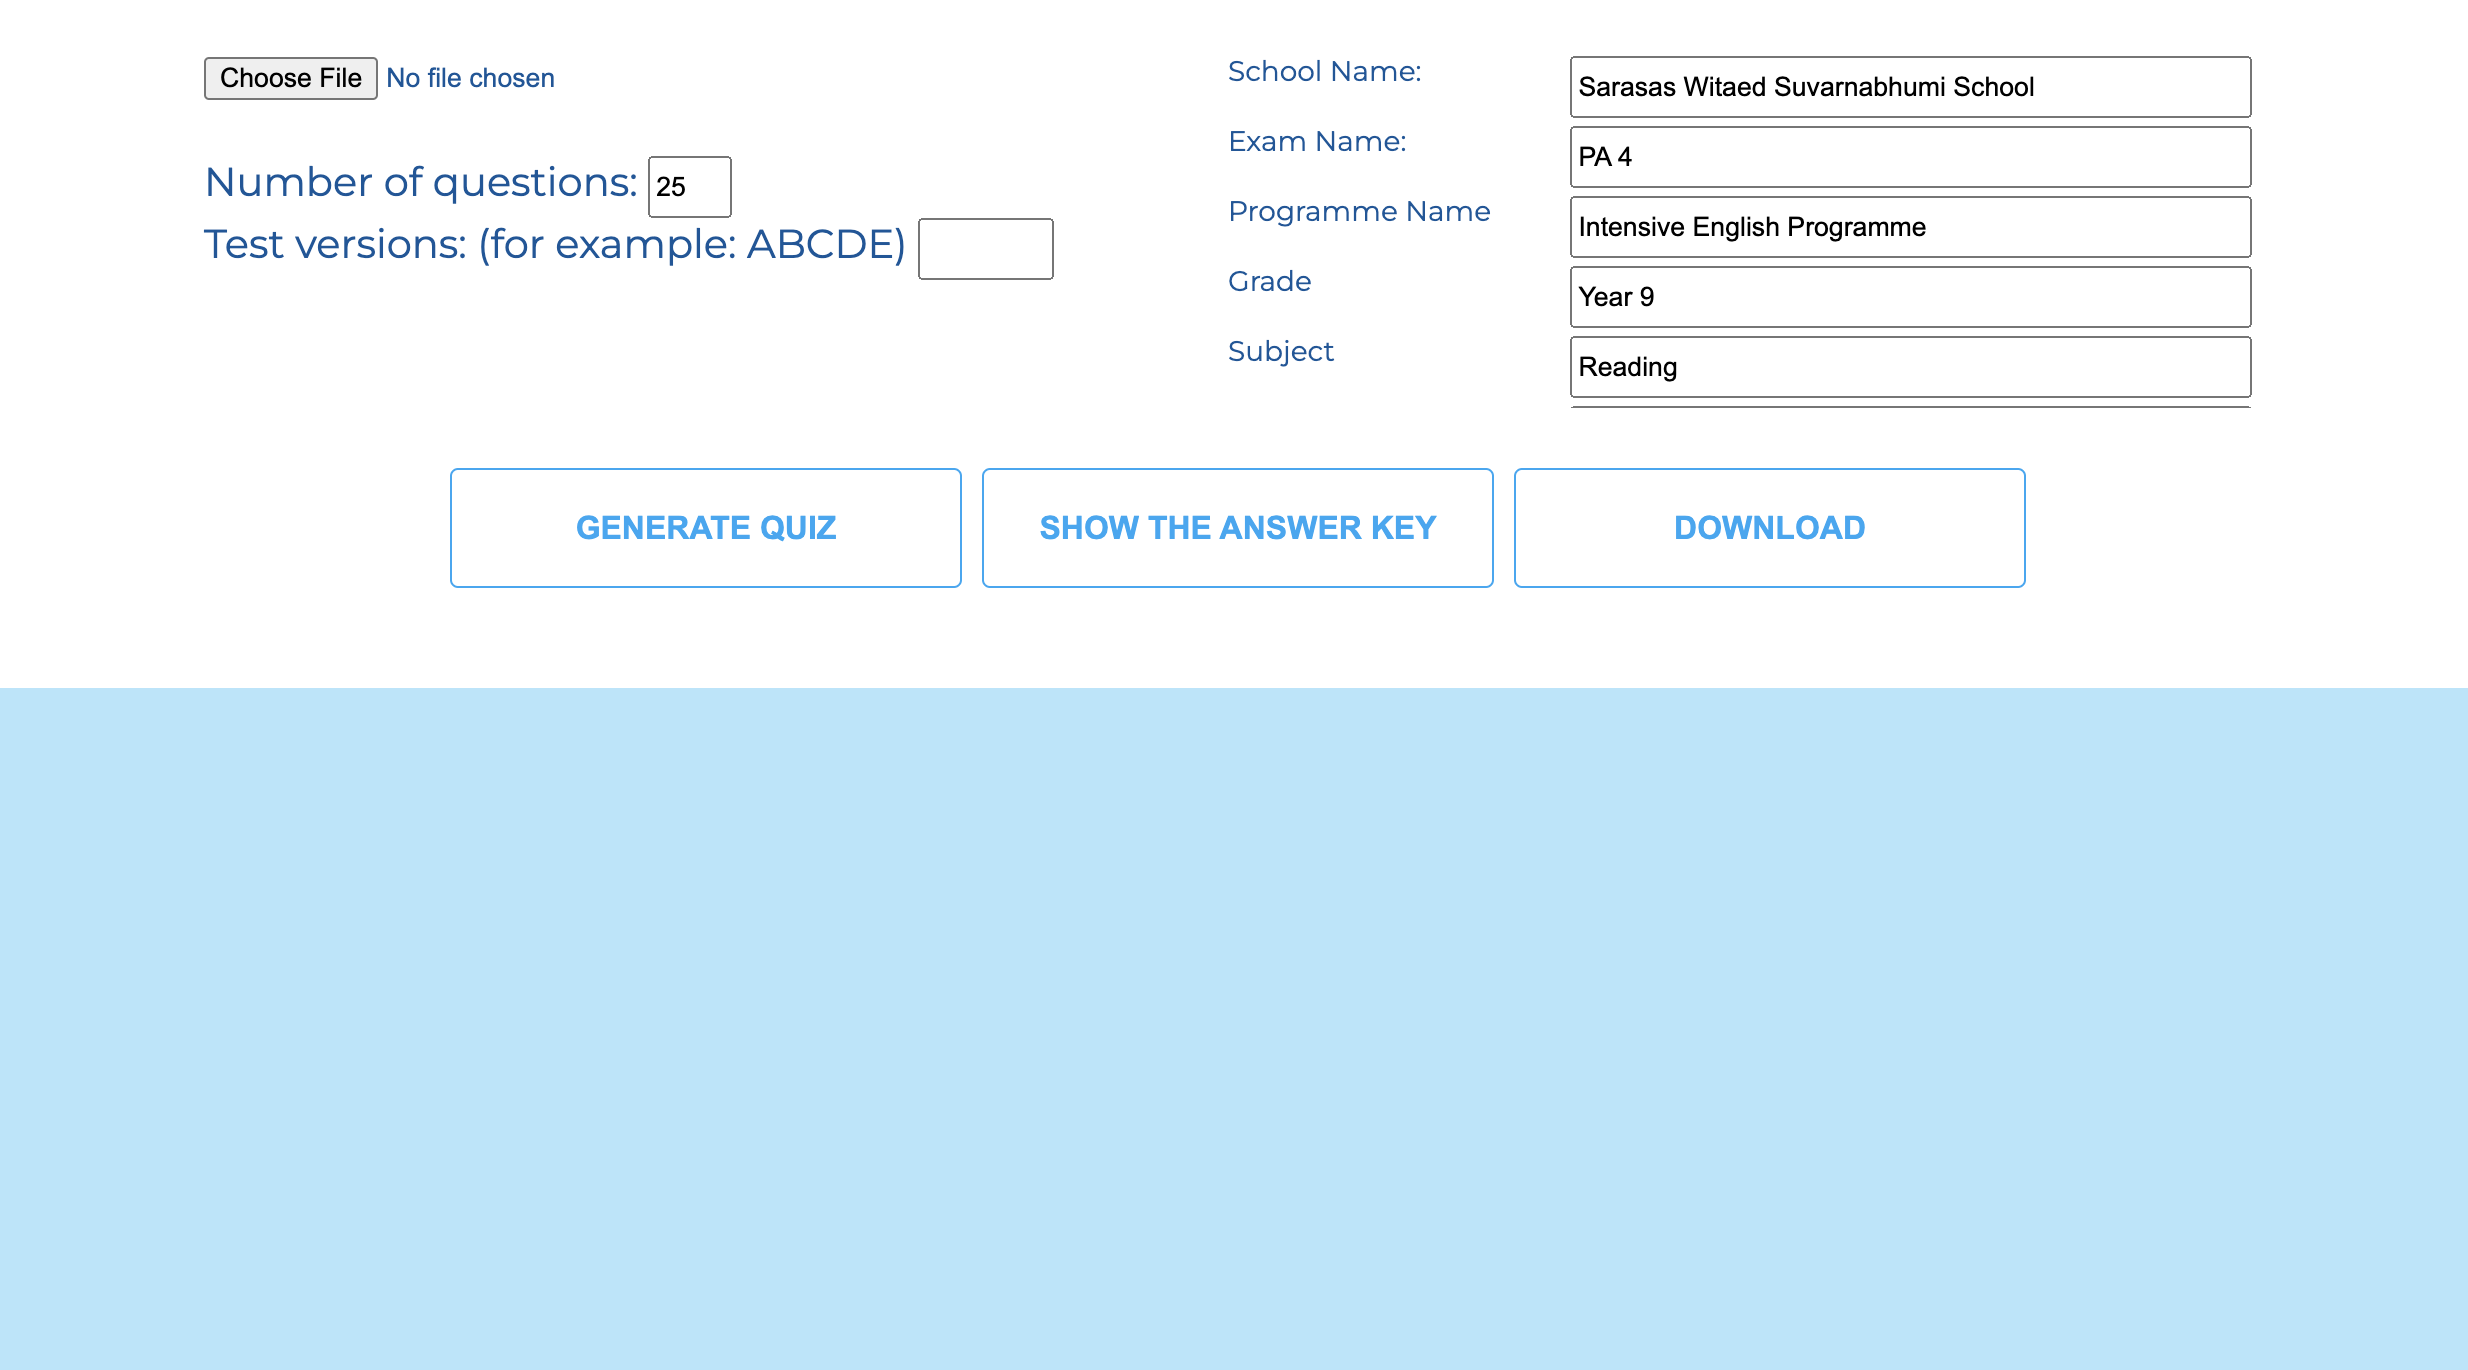 Choose File No file chosen
Number of questions: 25
Test versions: (for example: ABCDE)
School Name: Sarasas Witaed Suvarnabhumi School
Exam Name: PA 4
Programme Name Intensive English Programme
Grade Year 9
Subject Reading
GENERATE QUIZ
SHOW THE ANSWER KEY
DOWNLOAD